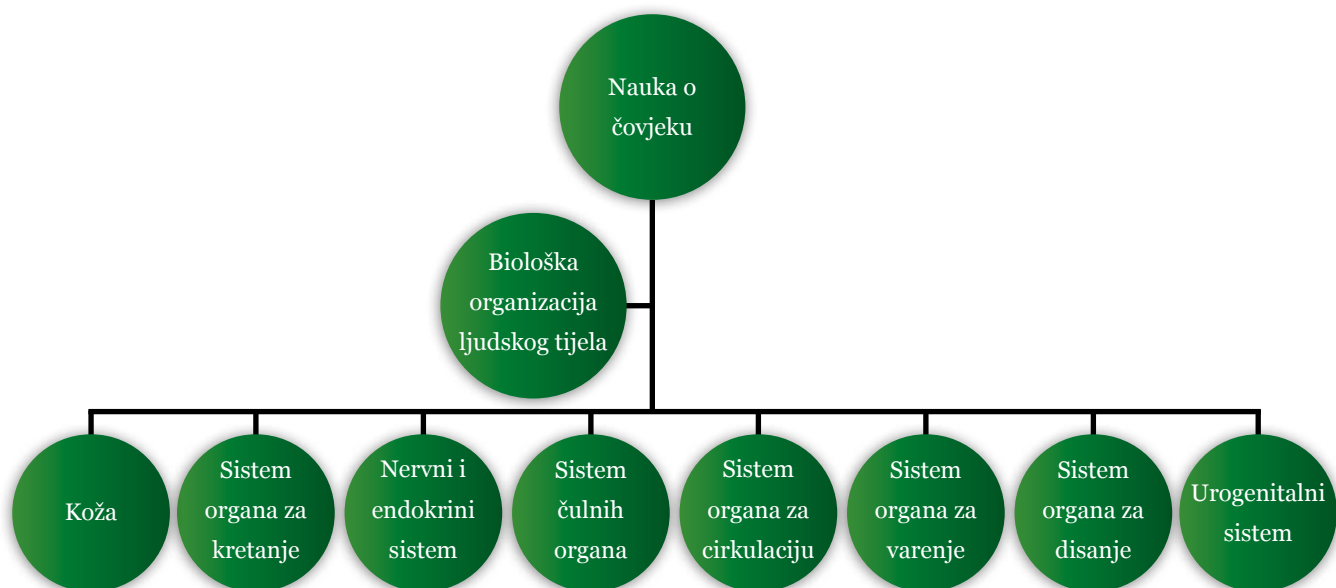 Nauka o
čovjeku
Biološka
organizacija
ljudskog tijela
Koža
Sistem
organa za
kretanje
Nervni i
endokrini
sistem
Sistem
čulnih
organa
Sistem
organa za
cirkulaciju
Sistem
organa za
varenje
Sistem
organa za
disanje
Urogenitalni
sistem